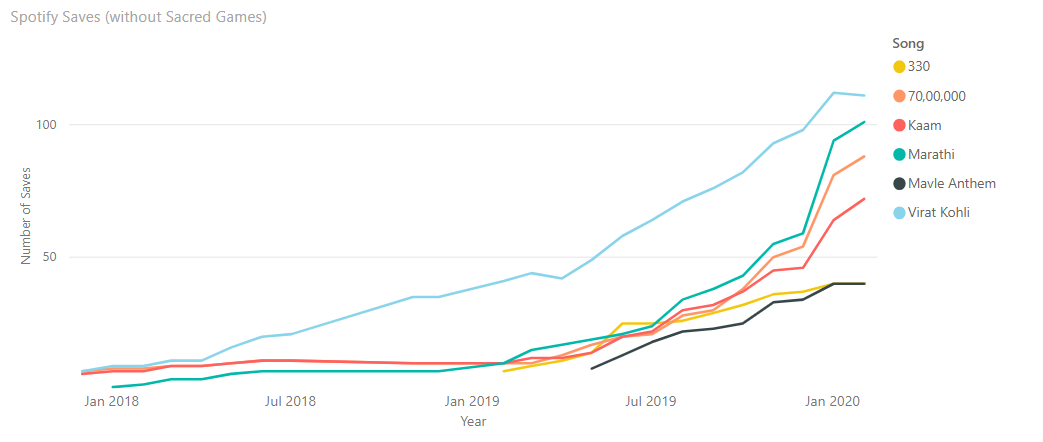 Spotify Saves (without Sacred Games)
Song
330
70,00,000
Kaam
Marathi
Mavle Anthem
Virat Kohli
100
50
Number of Saves
Jan 2018 Jul 2018 Jan 2019 Jul 2019 Jan 2020
Year